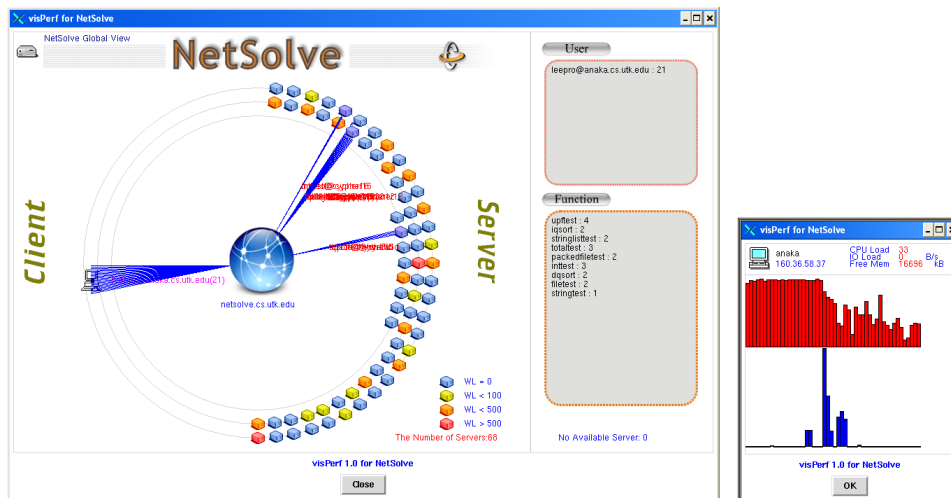 visPerf for NetSolve
NetSolve Global View
NetSolve
Client
Server
netsolve.cs.utk.edu
WL = 0
WL < 100
WL < 500
WL > 500
The Number of Servers:68
User
leepro@anaka.cs.utk.edu : 21
Function
upftest : 4
iqsort : 2
stringlisttest : 2
totaltest : 3
packedfiletest : 2
inttest : 3
dqsort : 2
filetest : 2
stringtest : 1
No Available Server: 0
visPerf 1.0 for NetSolve
Close
visPerf for NetSolve
anaka
160.36.58.37
CPU Load 33
IO Load 0 B/s
Free Mem 16696 kB
visPerf 1.0 for NetSolve
OK